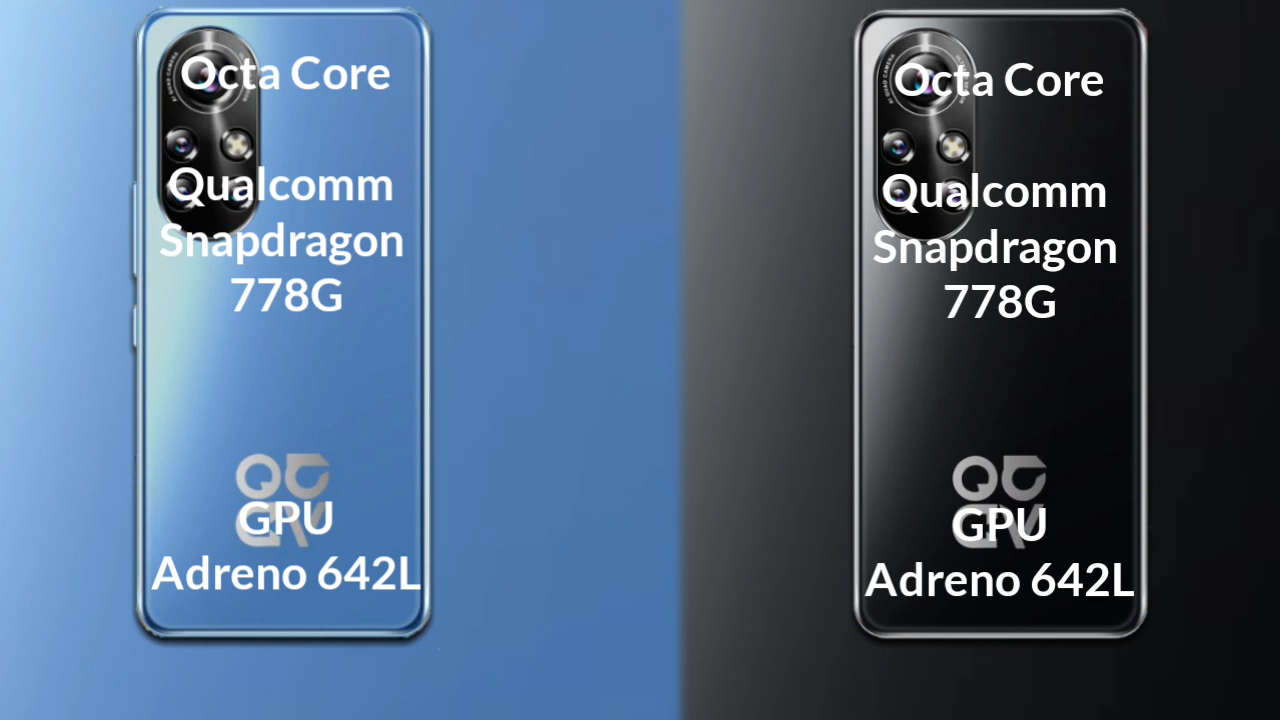 Octa Core
Qualcomm
Snapdragon
778G
GPU
Adreno 642L
Octa Core
Qualcomm
Snapdragon
778G
GPU
Adreno 642L